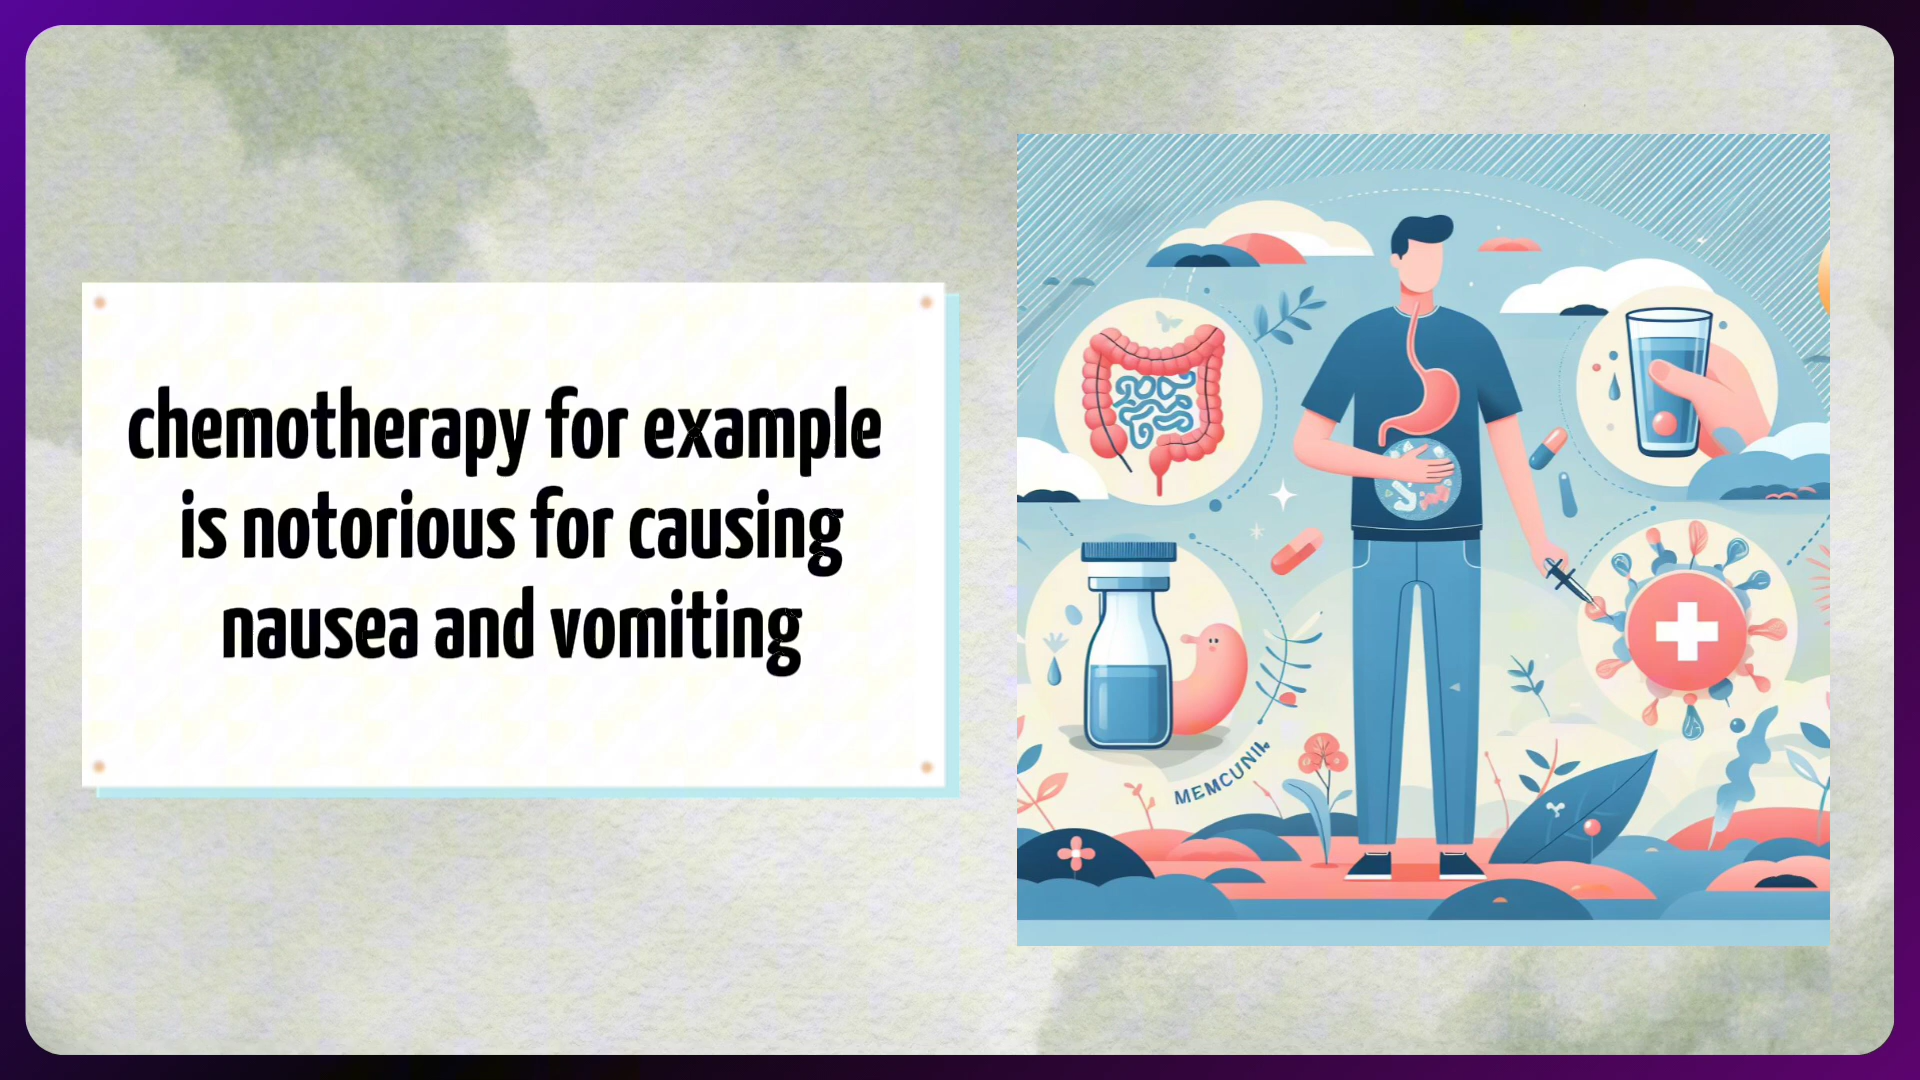 chemotherapy for example
is notorious for causing
nausea and vomiting
MEMCUNIL